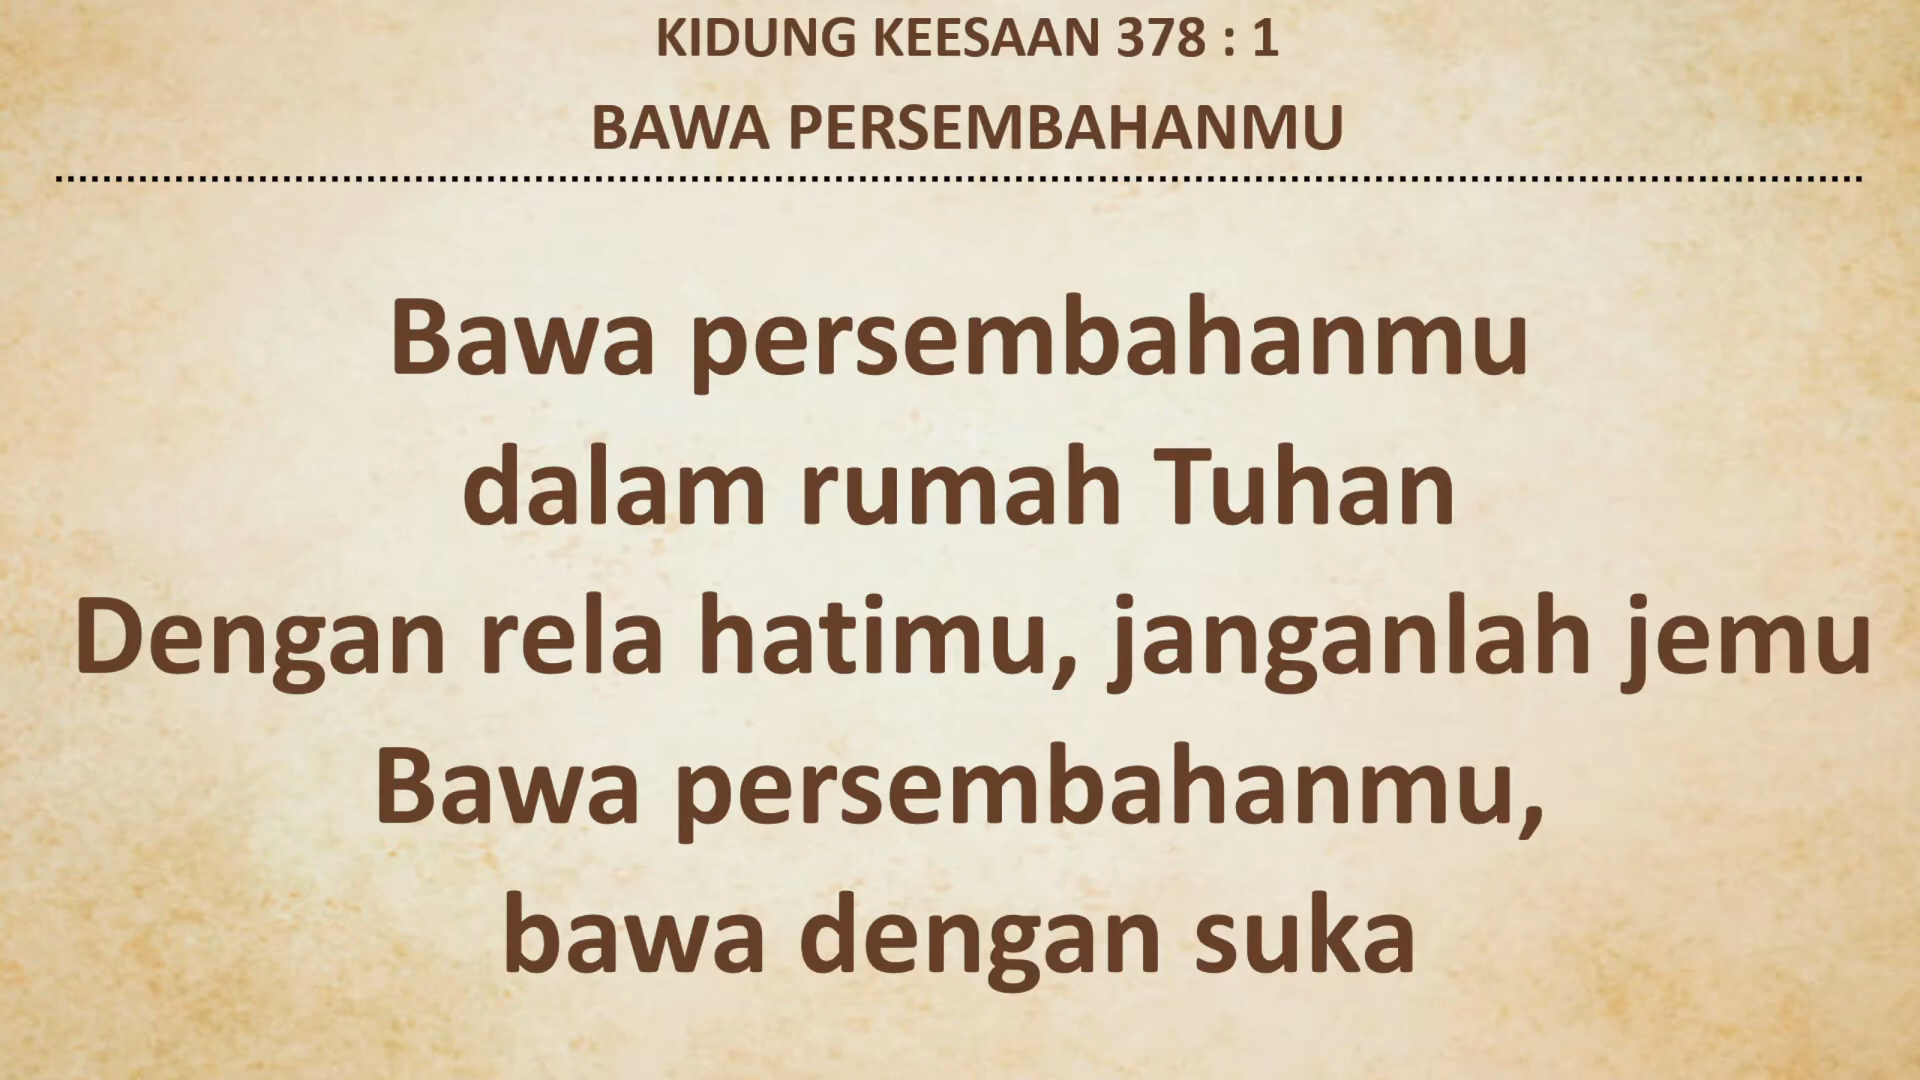 KIDUNG KEESAAN 378 : 1
BAWA PERSEMBAHANMU
Bawa persembahanmu
dalam rumah Tuhan
Dengan rela hatimu, janganlah jemu
Bawa persembahanmu,
bawa dengan suka